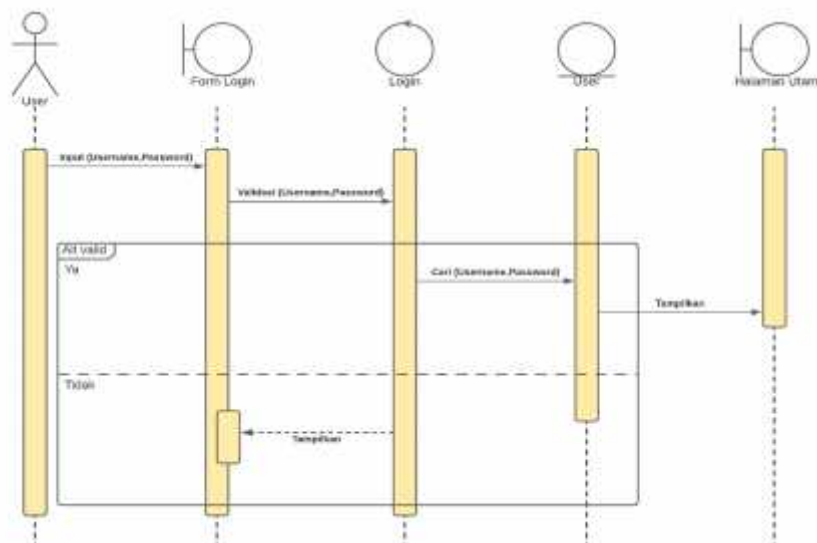 User
Form Login
Login
User
Halaman Utam
Input (Username,Password)
Validasi (Username,Password)
Alt valid
Ya
Cari (Username,Password)
Tampilkan
Tidak
Tampilkan